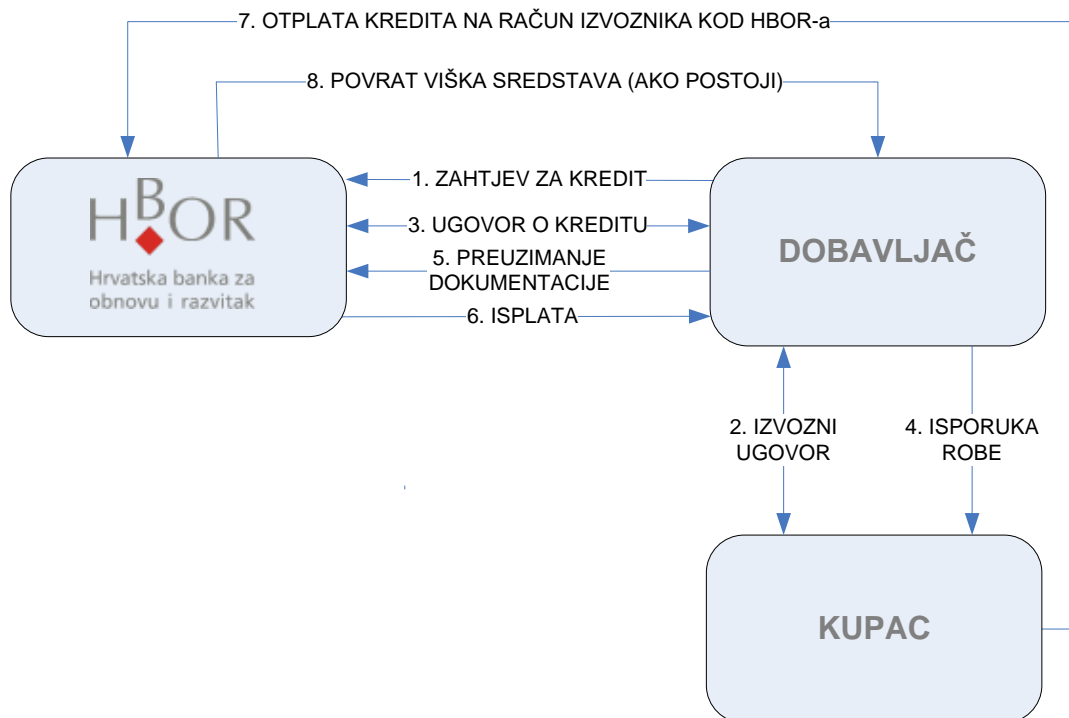 7. OTPLATA KREDITA NA RAČUN IZVOZNIKA KOD HBOR-a
8. POVRAT VIŠKA SREDSTAVA (AKO POSTOJI)
HBOR
Hrvatska banka za
obnovu i razvitak
1. ZAHTJEV ZA KREDIT
3. UGOVOR O KREDITU
5. PREUZIMANJE
DOKUMENTACIJE
6. ISPLATA
DOBAVLJAČ
2. IZVOZNI
UGOVOR
4. ISPORUKA
ROBE
KUPAC